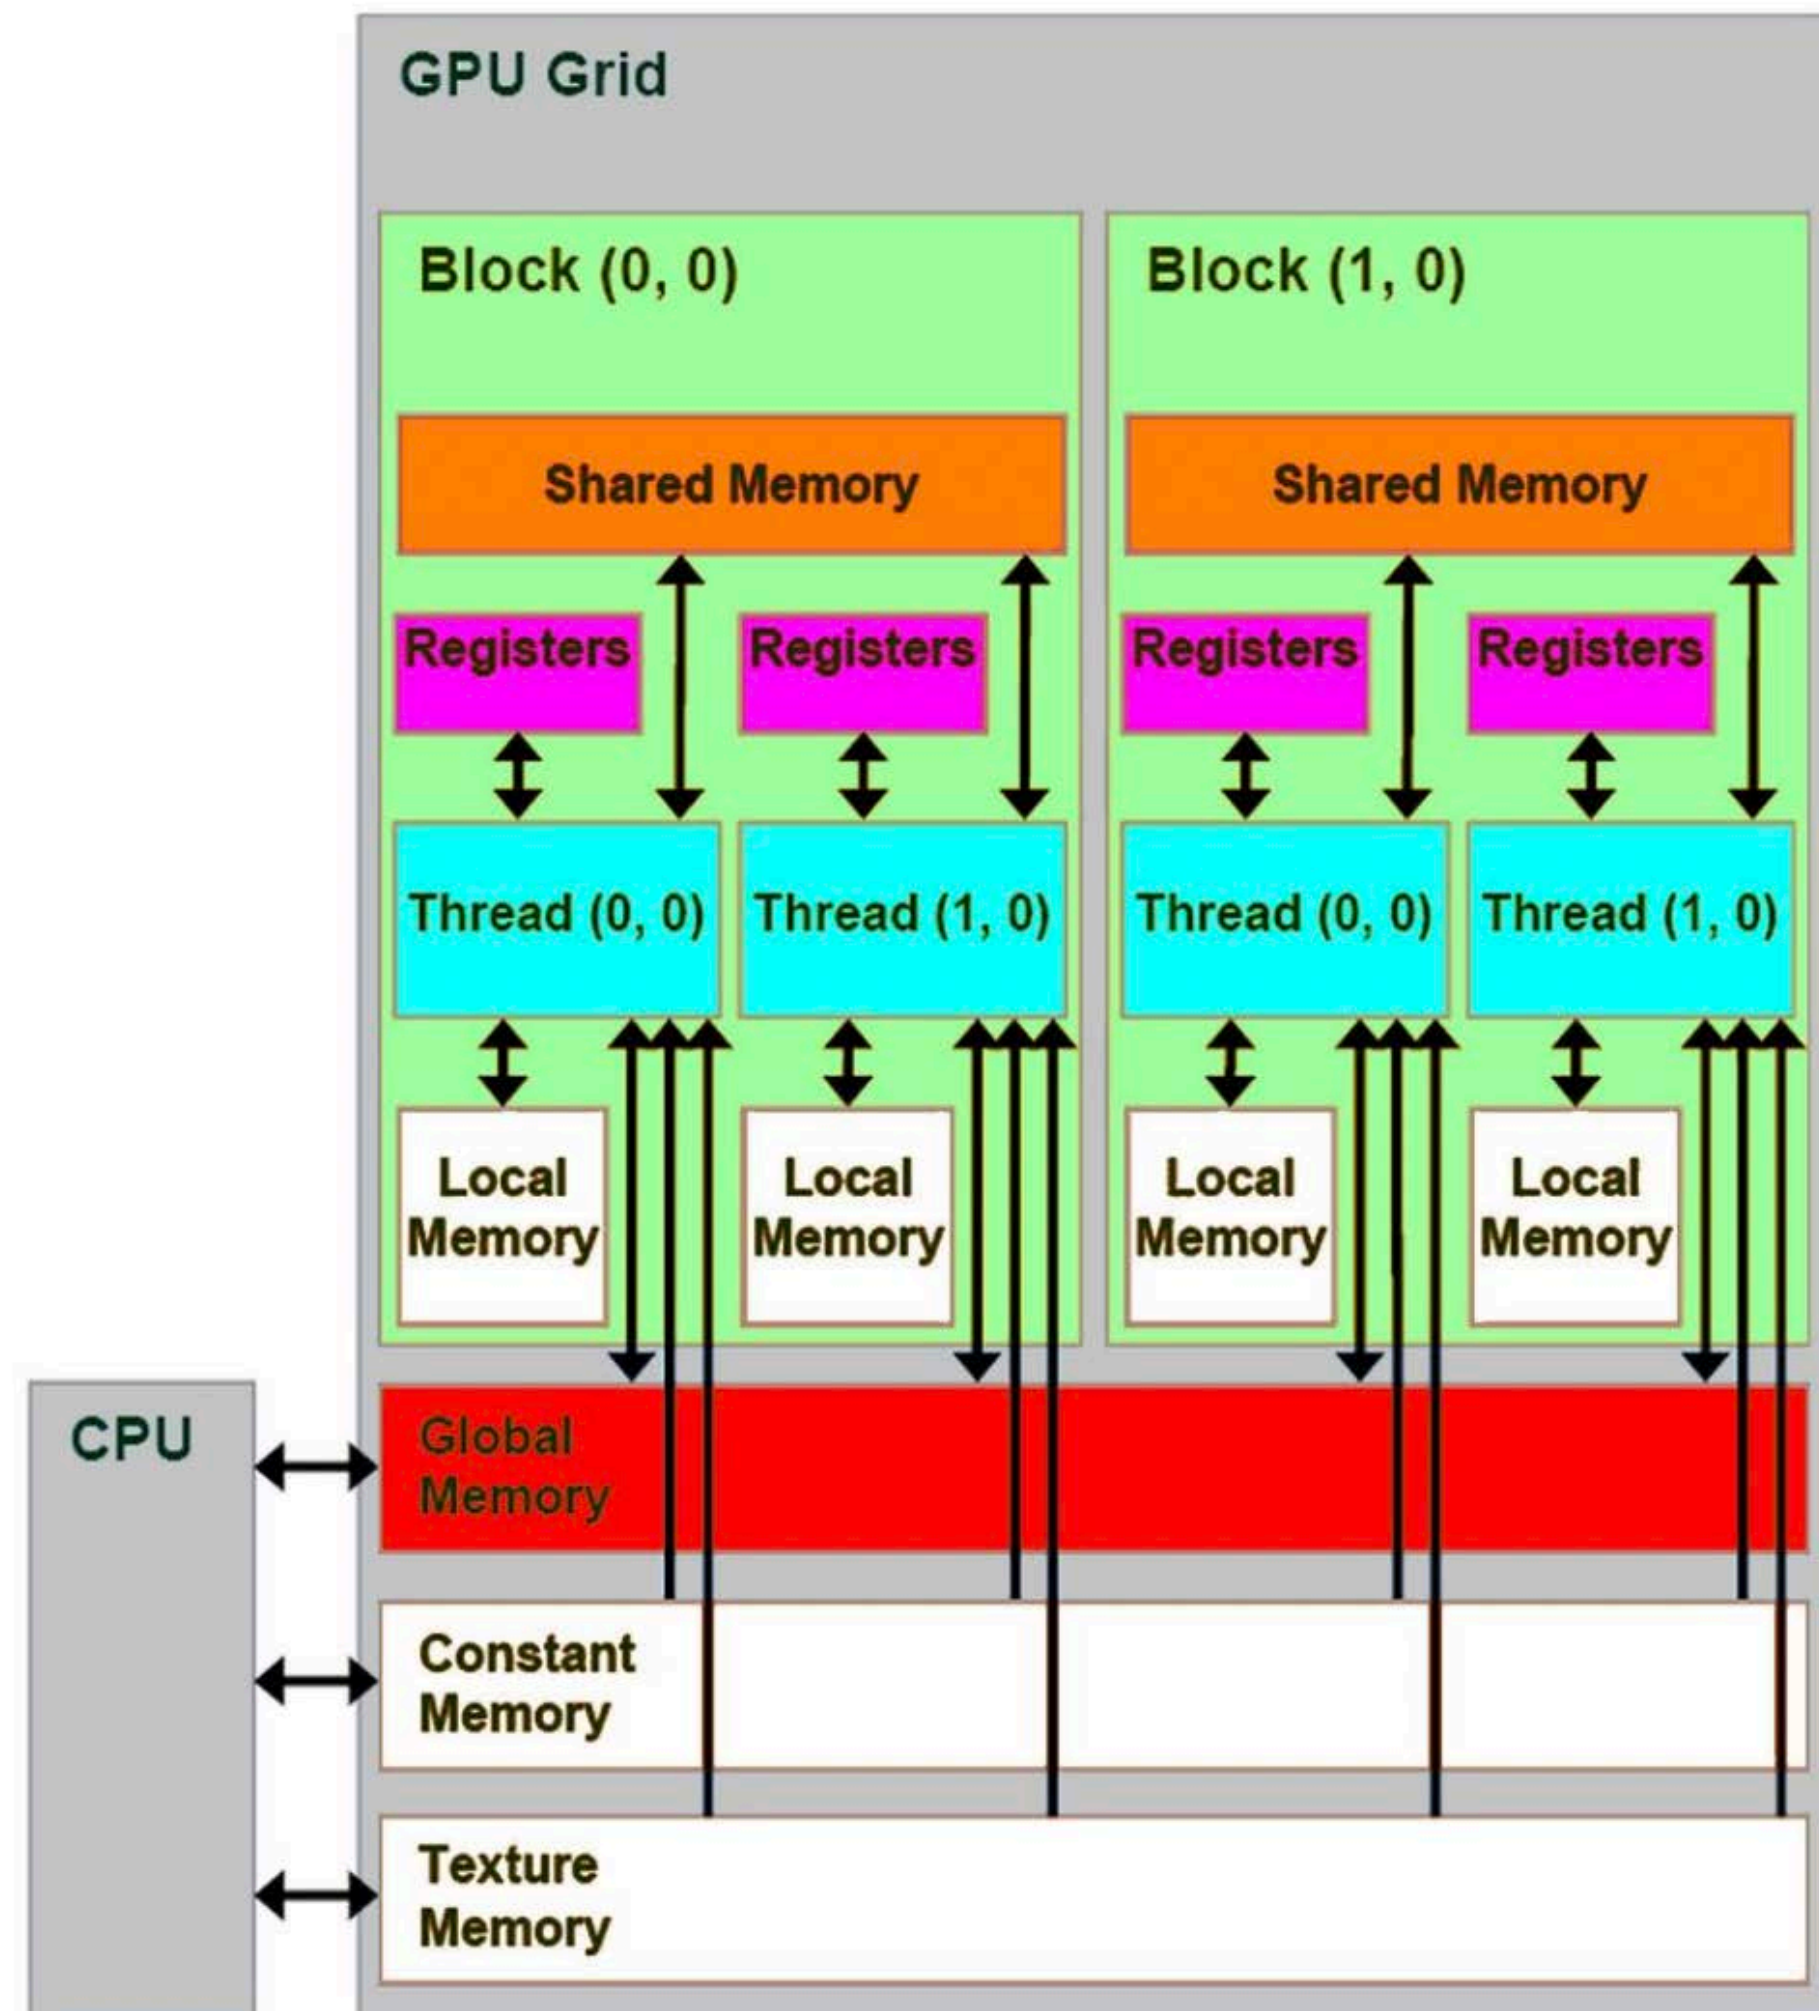 GPU Grid
Block (0, 0)
Shared Memory
Registers
Registers
Thread (0, 0)
Thread (1, 0)
Local
Memory
Local
Memory
Block (1, 0)
Shared Memory
Registers
Registers
Thread (0, 0)
Thread (1, 0)
Local
Memory
Local
Memory
CPU
Global
Memory
Constant
Memory
Texture
Memory